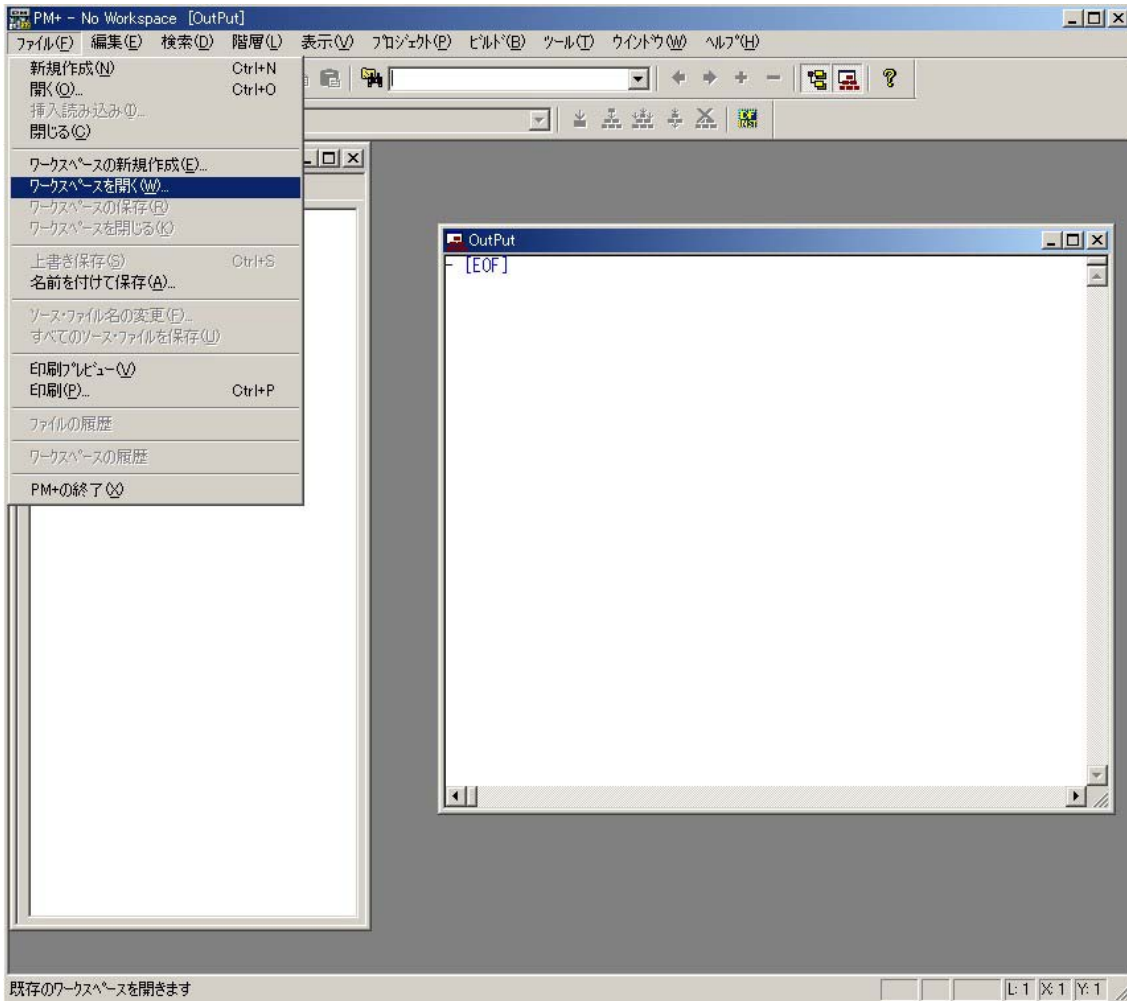 PM+ - No Workspace [OutPut]
ファイル(F) 編集(E) 検索(D) 階層(L) 表示(V) プロジェクト(P) ビルド(B) ツール(T) ウインドウ(W) ヘルプ(H)
新規作成(N) Ctrl+N
開く(O)... Ctrl+O
挿入読み込み(I)...
閉じる(C)
ワークスペースの新規作成(E)...
ワークスペースを開く(W)...
ワークスペースの保存(R)
ワークスペースを閉じる(K)
上書き保存(S) Ctrl+S
名前を付けて保存(A)...
ソース・ファイル名の変更(F)...
すべてのソース・ファイルを保存(U)
印刷プレビュー(V)
印刷(P)... Ctrl+P
ファイルの履歴
ワークスペースの履歴
PM+の終了(X)
OutPut
[EOF]
既存のワークスペースを開きます
L: 1 X: 1 Y: 1